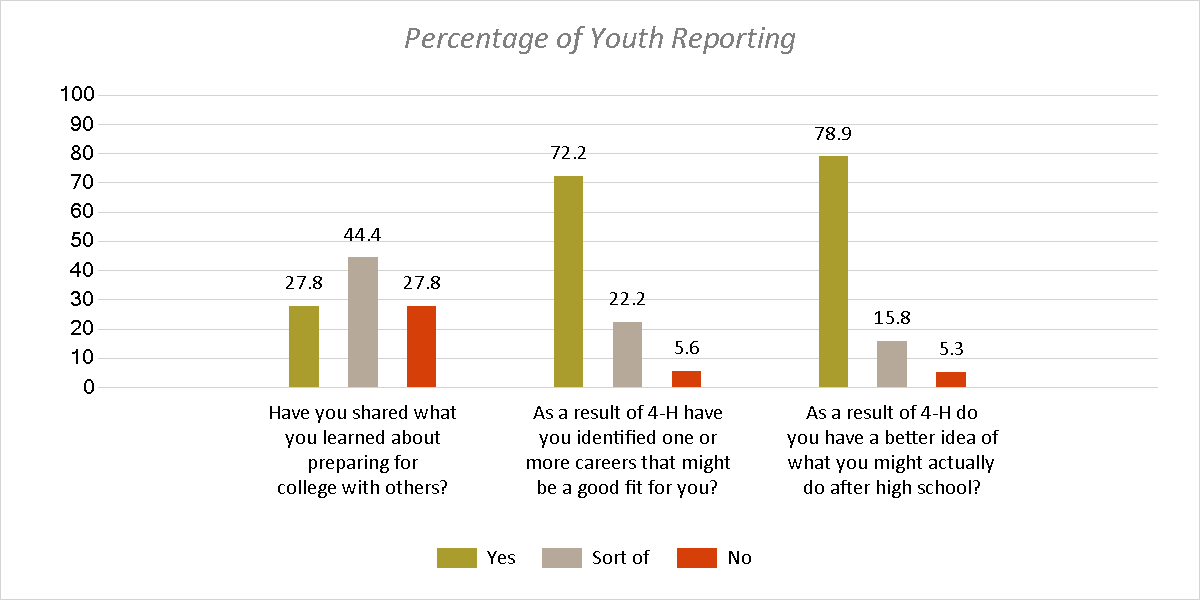 Percentage of Youth Reporting
100
90
80
70
60
50
40
30
20
10
0
27.8
44.4
27.8
72.2
22.2
5.6
78.9
15.8
5.3
Have you shared what
you learned about
preparing for
college with others?
As a result of 4-H have
you identified one or
more careers that might
be a good fit for you?
As a result of 4-H do
you have a better idea of
what you might actually
do after high school?
Yes
Sort of
No